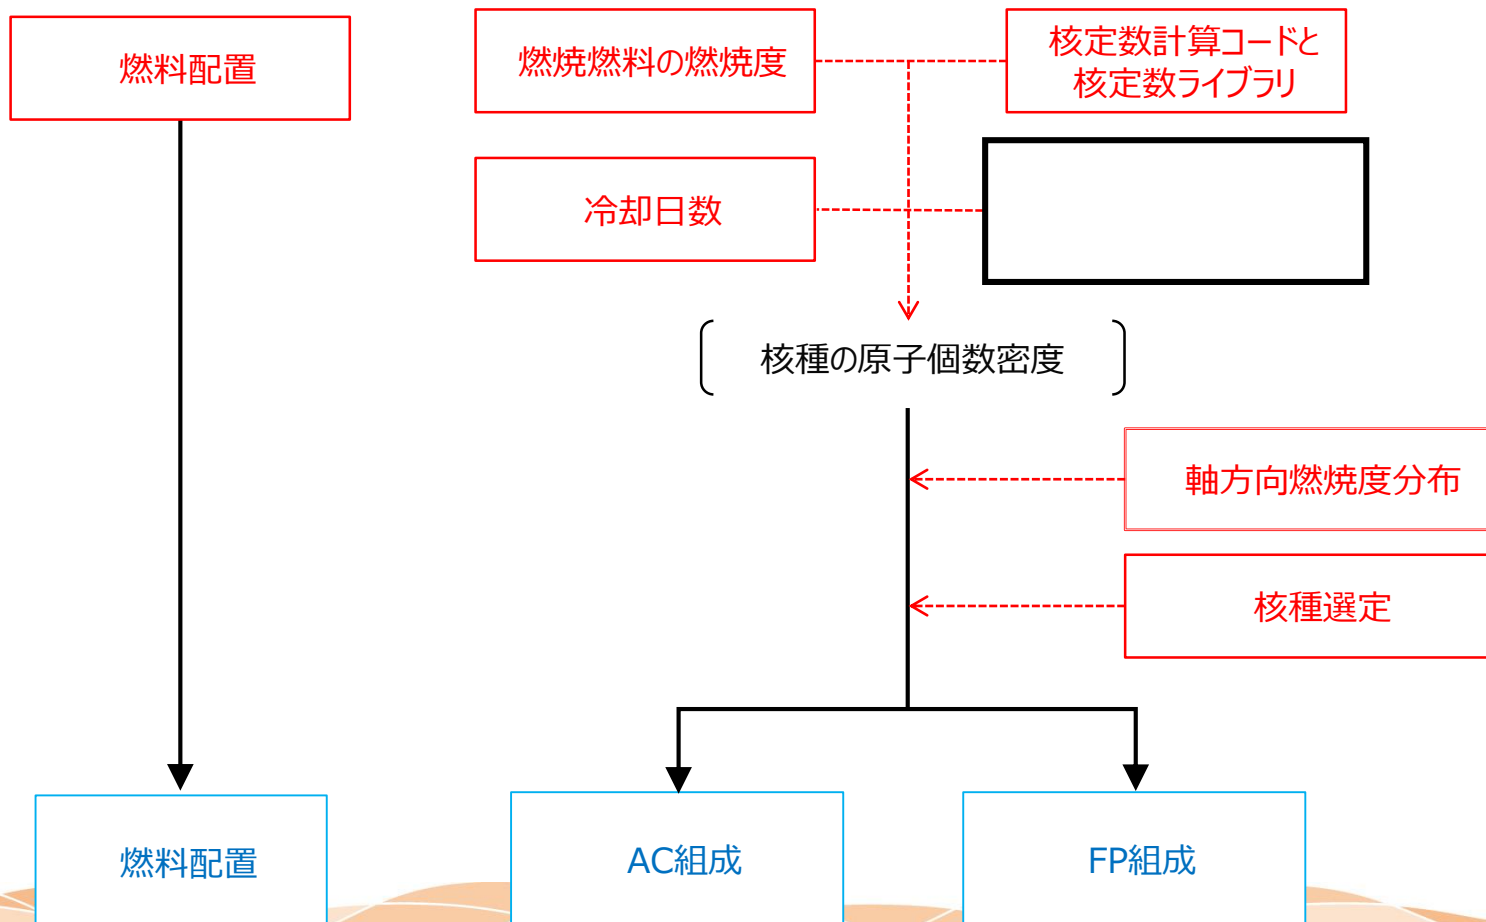 燃料配置
燃焼燃料の燃焼度
核定数計算コードと
核定数ライブラリ
冷却日数
核種の原子個数密度
軸方向燃焼度分布
核種選定
燃料配置
AC組成
FP組成